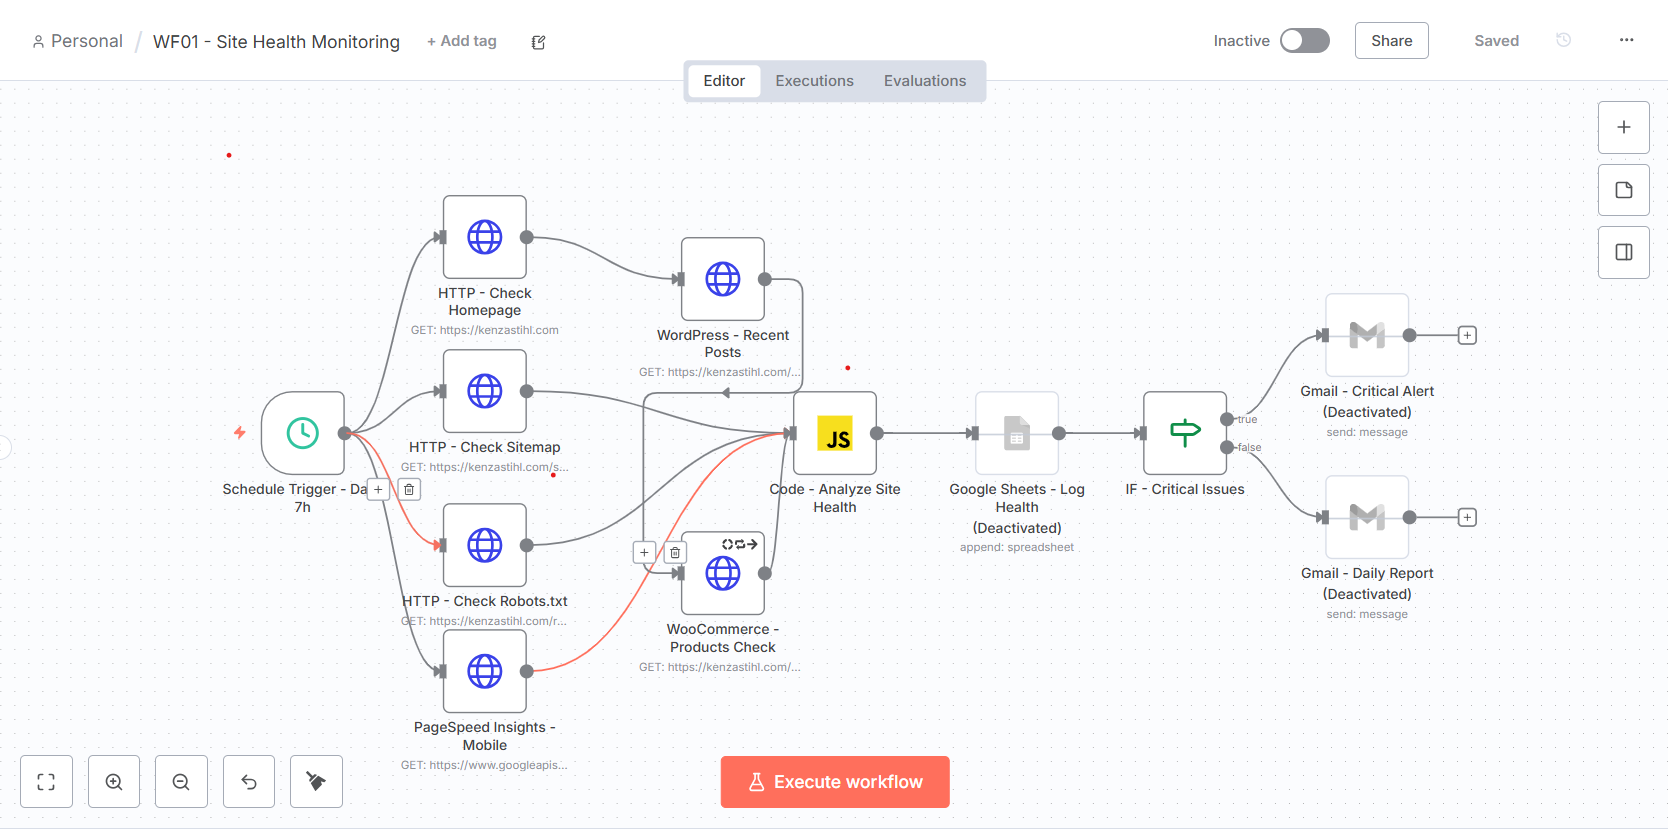 Personal / WF01 - Site Health Monitoring + Add tag
Inactive Share Saved
Editor Executions Evaluations
HTTP - Check
Homepage
GET: https://kenzastihl.com
WordPress - Recent
Posts
GET: https://kenzastihl.com/...
HTTP - Check Sitemap
GET: https://kenzastihl.com/s...
Schedule Trigger - Da
7h
HTTP - Check Robots.txt
GET: https://kenzastihl.com/r...
PageSpeed Insights -
Mobile
GET: https://www.googleapis...
WooCommerce -
Products Check
GET: https://kenzastihl.com/...
JS
Code - Analyze Site
Health
Google Sheets - Log
Health
(Deactivated)
append: spreadsheet
IF - Critical Issues
true
false
Gmail - Critical Alert
(Deactivated)
send: message
Gmail - Daily Report
(Deactivated)
send: message
Execute workflow